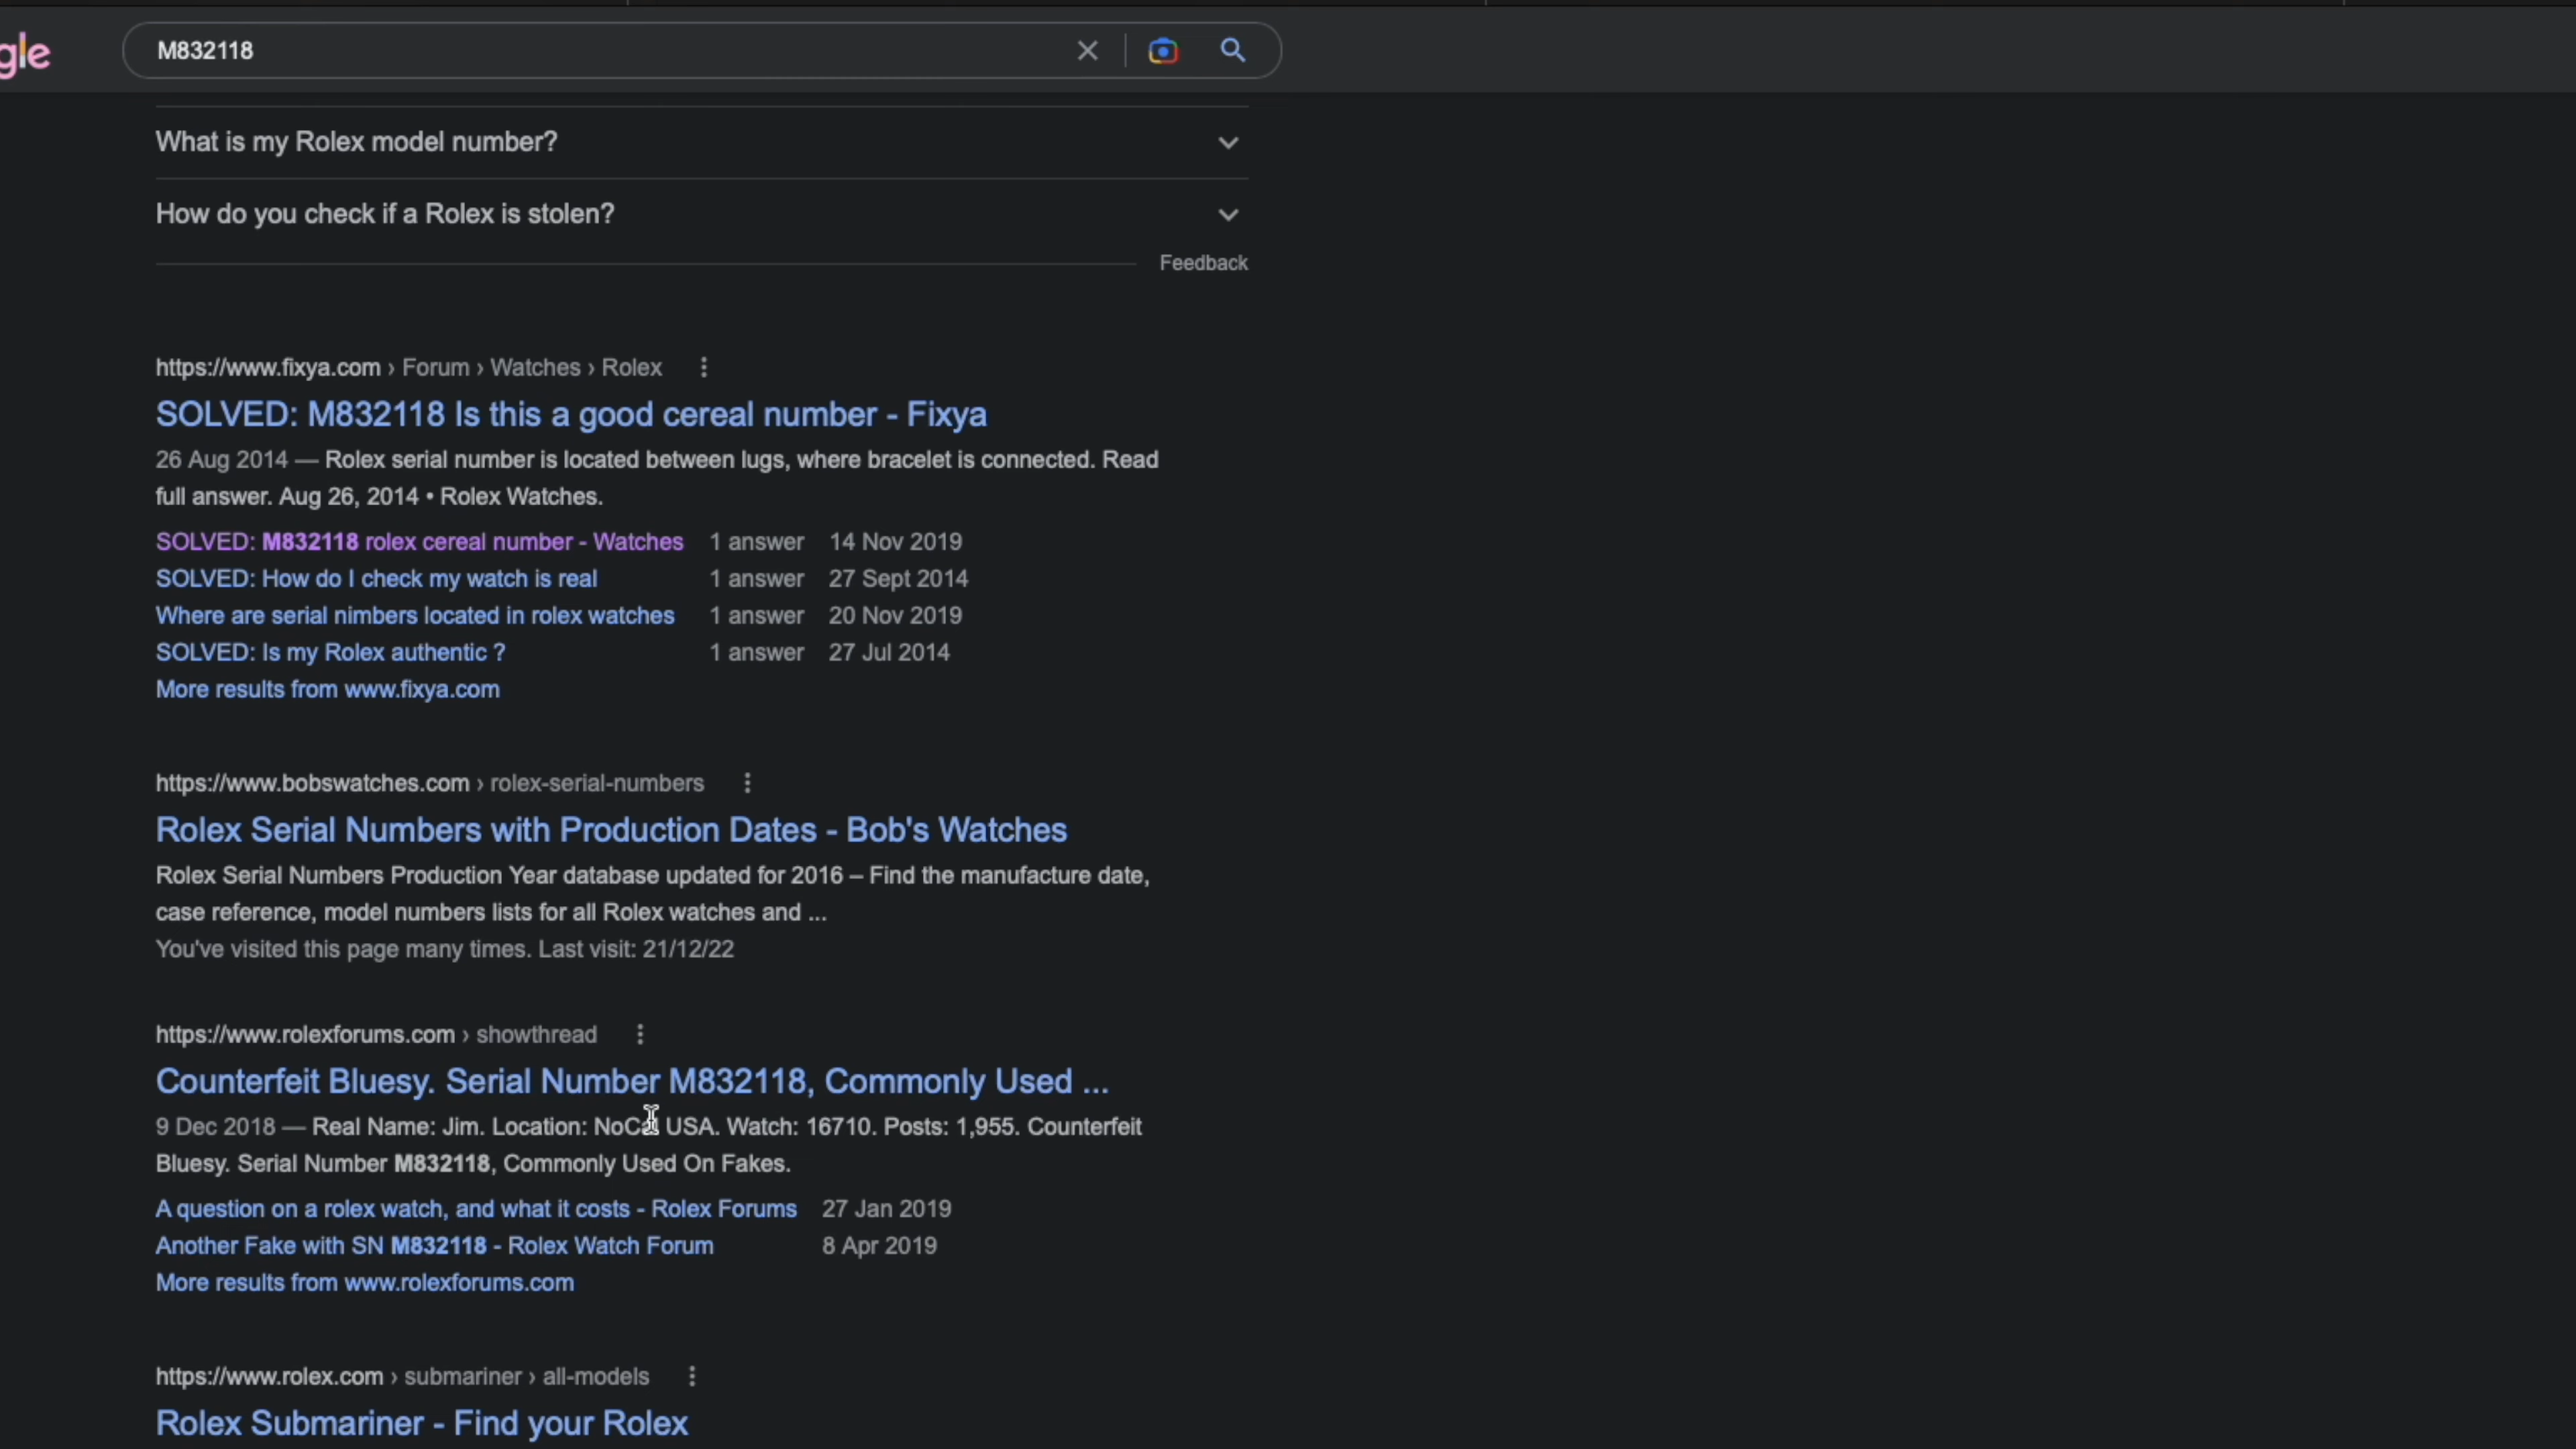 gle
M832118
What is my Rolex model number?
How do you check if a Rolex is stolen?
Feedback
https://www.fixya.com › Forum › Watches › Rolex
SOLVED: M832118 Is this a good cereal number - Fixya
26 Aug 2014 — Rolex serial number is located between lugs, where bracelet is connected. Read
full answer. Aug 26, 2014 • Rolex Watches.
SOLVED: M832118 rolex cereal number - Watches 1 answer 14 Nov 2019
SOLVED: How do I check my watch is real 1 answer 27 Sept 2014
Where are serial nimbers located in rolex watches 1 answer 20 Nov 2019
SOLVED: Is my Rolex authentic ? 1 answer 27 Jul 2014
More results from www.fixya.com
https://www.bobswatches.com › rolex-serial-numbers
Rolex Serial Numbers with Production Dates - Bob's Watches
Rolex Serial Numbers Production Year database updated for 2016 – Find the manufacture date,
case reference, model numbers lists for all Rolex watches and ...
You've visited this page many times. Last visit: 21/12/22
https://www.rolexforums.com › showthread
Counterfeit Bluesy. Serial Number M832118, Commonly Used ...
9 Dec 2018 — Real Name: Jim. Location: NoCal USA. Watch: 16710. Posts: 1,955. Counterfeit
Bluesy. Serial Number M832118, Commonly Used On Fakes.
A question on a rolex watch, and what it costs - Rolex Forums 27 Jan 2019
Another Fake with SN M832118 - Rolex Watch Forum 8 Apr 2019
More results from www.rolexforums.com
https://www.rolex.com › submariner › all-models
Rolex Submariner - Find your Rolex